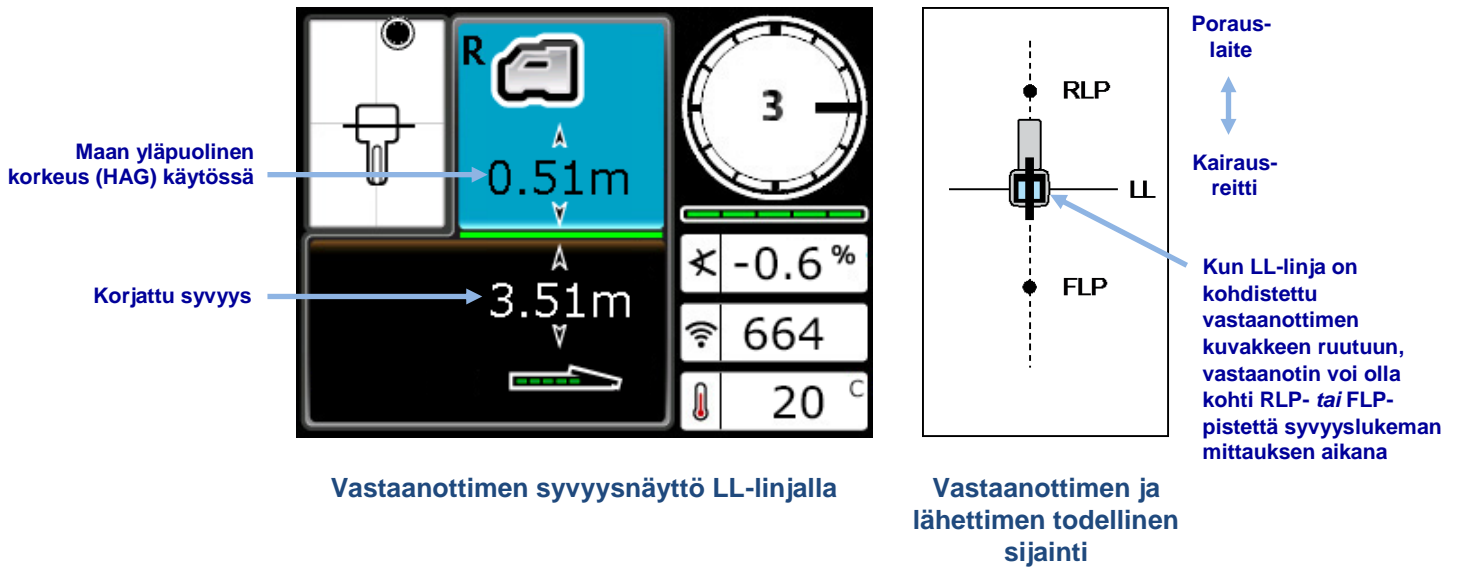 Maan yläpuolinen
korkeus (HAG) käytössä
Korjattu syvyys
R
0.51m
3.51m
3
-0.6 %
664
20 C
Vastaanottimen syvyysnäyttö LL-linjalla
RLP
LL
FLP
Vastaanottimen ja
lähettimen todellinen
sijainti
Poraus-
laite
Kairaus-
reitti
Kun LL-linja on
kohdistettu
vastaanottimen
kuvakkeen ruutuun,
vastaanotin voi olla
kohti RLP- tai FLP-
pistettä syvyyslukeman
mittauksen aikana